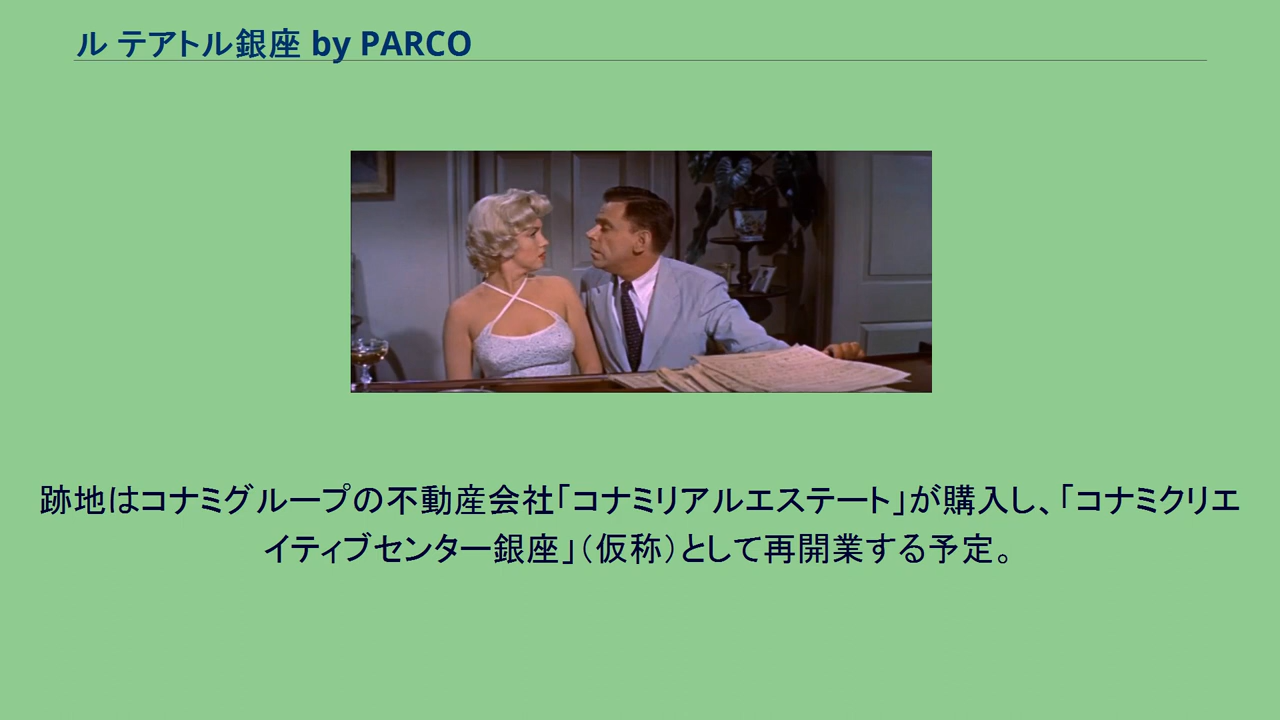 ル テアトル銀座 by PARCO
跡地はコナミグループの不動産会社「コナミリアルエステート」が購入し、「コナミクリエ
イティブセンター銀座」（仮称）として再開業する予定。